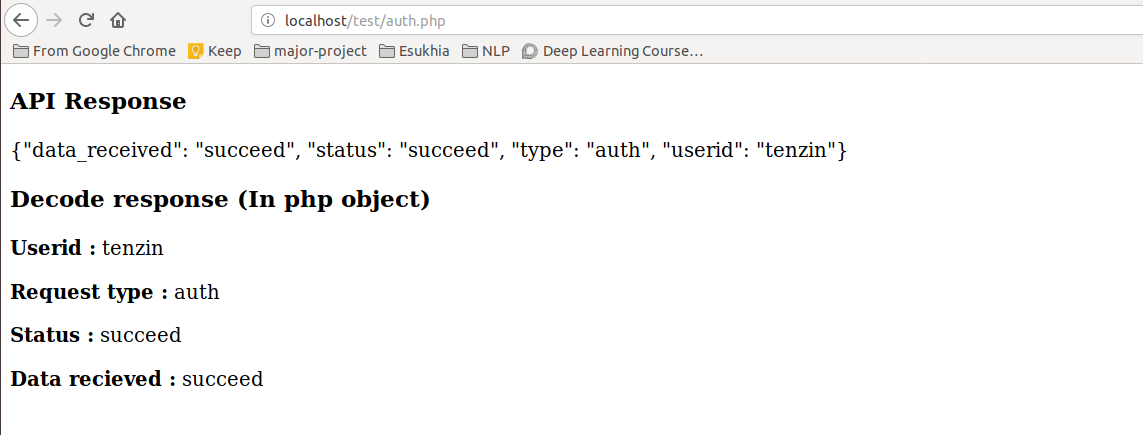 localhost/test/auth.php
From Google Chrome Keep major-project Esukhia NLP Deep Learning Course…
API Response
{"data_received": "succeed", "status": "succeed", "type": "auth", "userid": "tenzin"}
Decode response (In php object)
Userid : tenzin
Request type : auth
Status : succeed
Data recieved : succeed